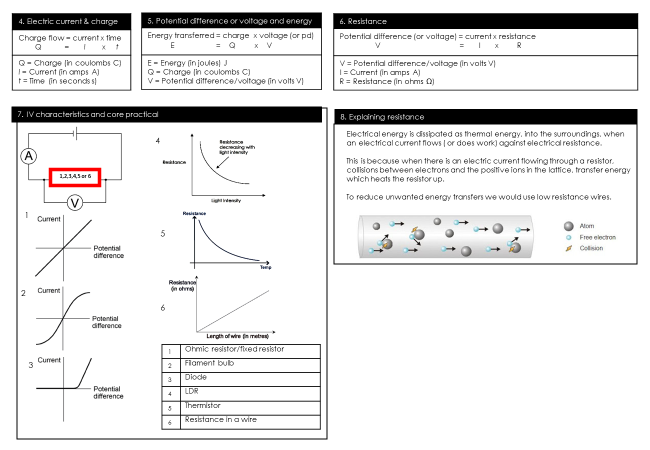 4. Electric current & charge
Charge flow = current x time
Q = I x t
Q = Charge (in coulombs C)
I = Current (in amps A)
t = Time (in seconds s)
5. Potential difference or voltage and energy
Energy transferred = charge x voltage (or pd)
E = Q x V
E = Energy (in joules) J
Q = Charge (in coulombs C)
V = Potential difference/voltage (in volts V)
6. Resistance
Potential difference (or voltage) = current x resistance
V = I x R
V = Potential difference/voltage (in volts V)
I = Current (in amps A)
R = Resistance (in ohms Ω)
7. IV characteristics and core practical
A
1,2,3,4,5 or 6
V
1
Current
Potential
difference
2
Current
Potential
difference
3
Current
Potential
difference
4
Resistance
decreasing with
light intensity
Resistance
Light Intensity
5
Resistance
Temp
6
Resistance
(in ohms)
Length of wire (in metres)
1 Ohmic resistor/fixed resistor
2 Filament bulb
3 Diode
4 LDR
5 Thermistor
6 Resistance in a wire
8. Explaining resistance
Electrical energy is dissipated as thermal energy, into the surroundings, when
an electrical current flows ( or does work) against electrical resistance.
This is because when there is an electric current flowing through a resistor,
collisions between electrons and the positive ions in the lattice, transfer energy
which heats the resistor up.
To reduce unwanted energy transfers we would use low resistance wires.
Atom
Free electron
Collision